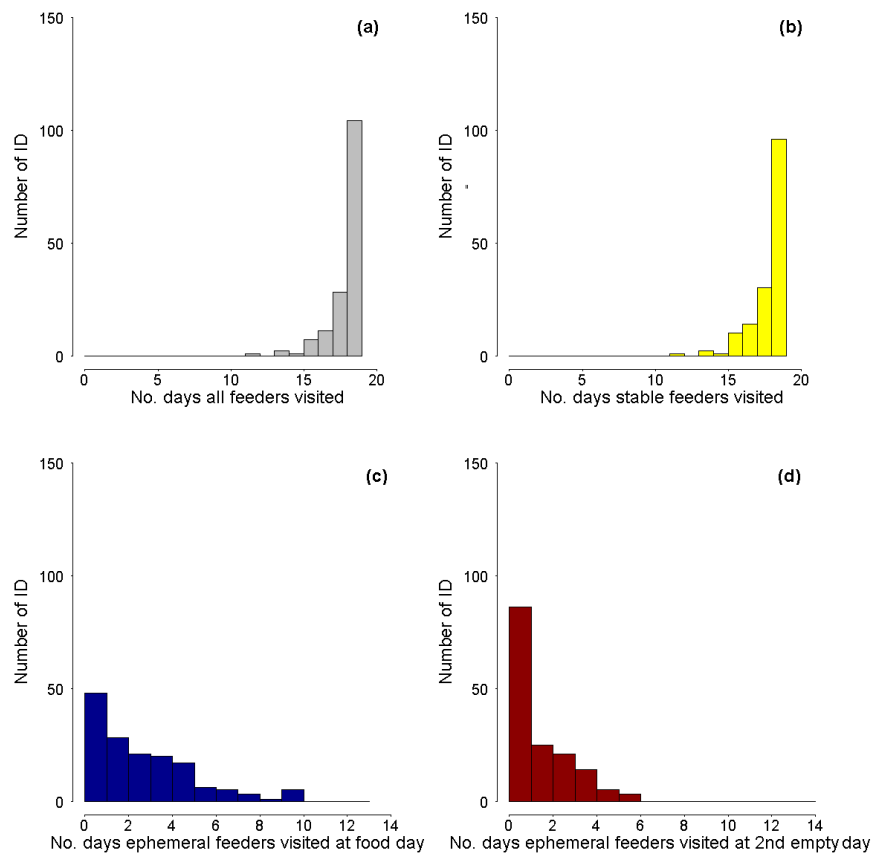 (a)
150
100
50
0
Number of ID
0 5 10 15 20
No. days all feeders visited
(b)
150
100
50
0
Number of ID
0 5 10 15 20
No. days stable feeders visited
(c)
150
100
50
0
Number of ID
0 2 4 6 8 10 12 14
No. days ephemeral feeders visited at food day
(d)
150
100
50
0
Number of ID
0 2 4 6 8 10 12 14
No. days ephemeral feeders visited at 2nd empty day